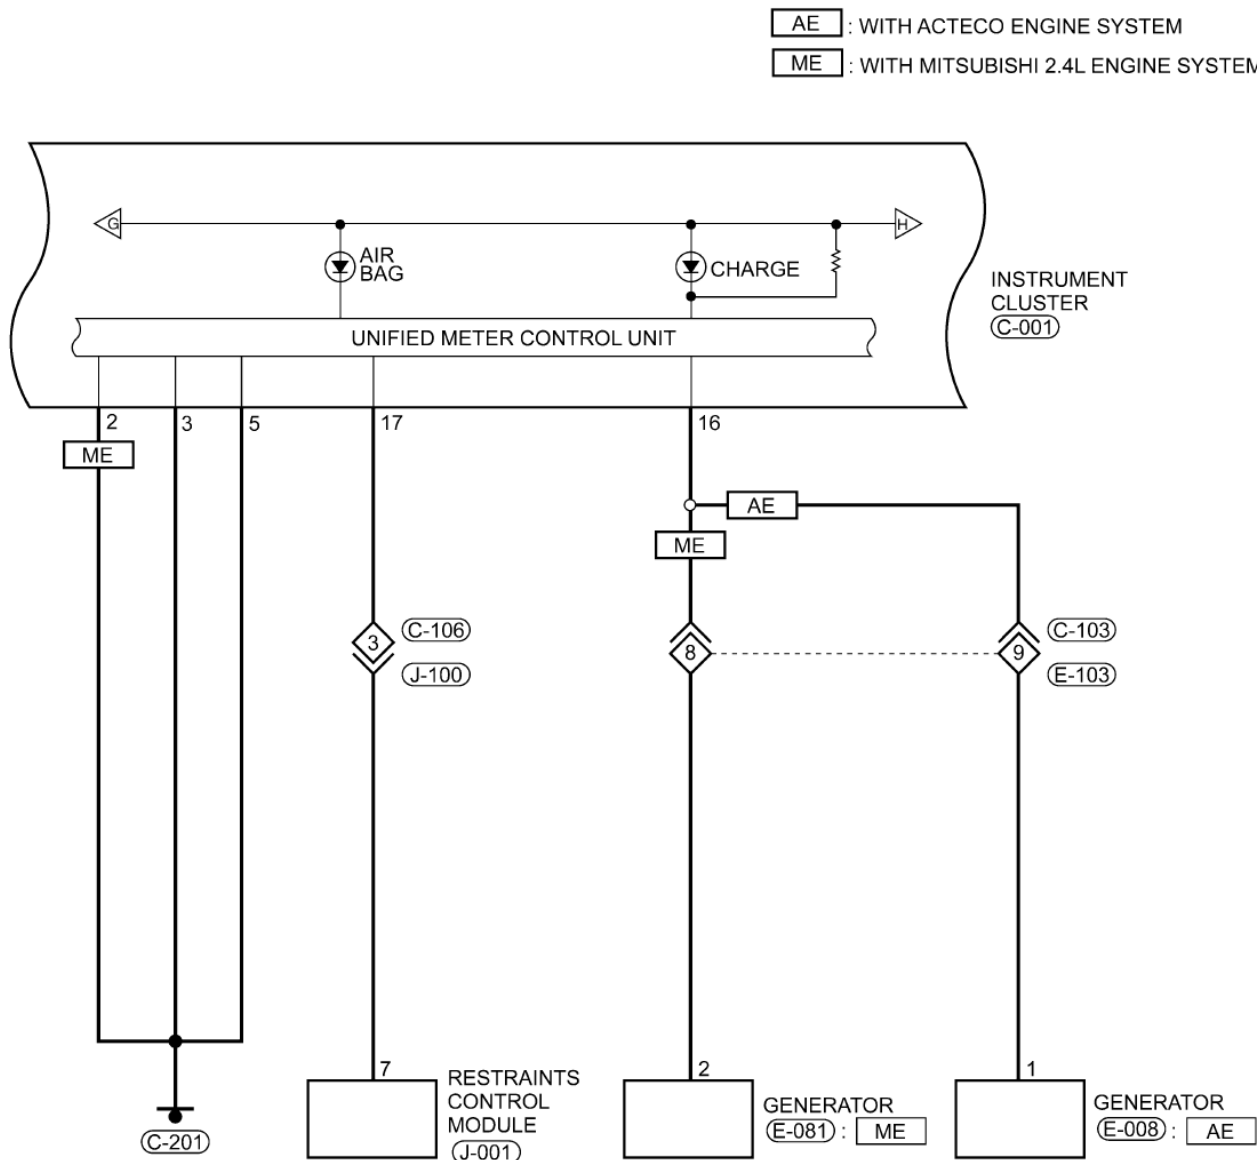 AE : WITH ACTECO ENGINE SYSTEM
ME : WITH MITSUBISHI 2.4L ENGINE SYSTEM
G
H
AIR
BAG
CHARGE
INSTRUMENT
CLUSTER
C-001
UNIFIED METER CONTROL UNIT
2 3 5 17 16
ME
AE
ME
C-106
3
J-100
8
9
C-103
E-103
7
RESTRAINTS
CONTROL
MODULE
J-001
2
GENERATOR
E-081 : ME
1
GENERATOR
E-008 : AE
C-201